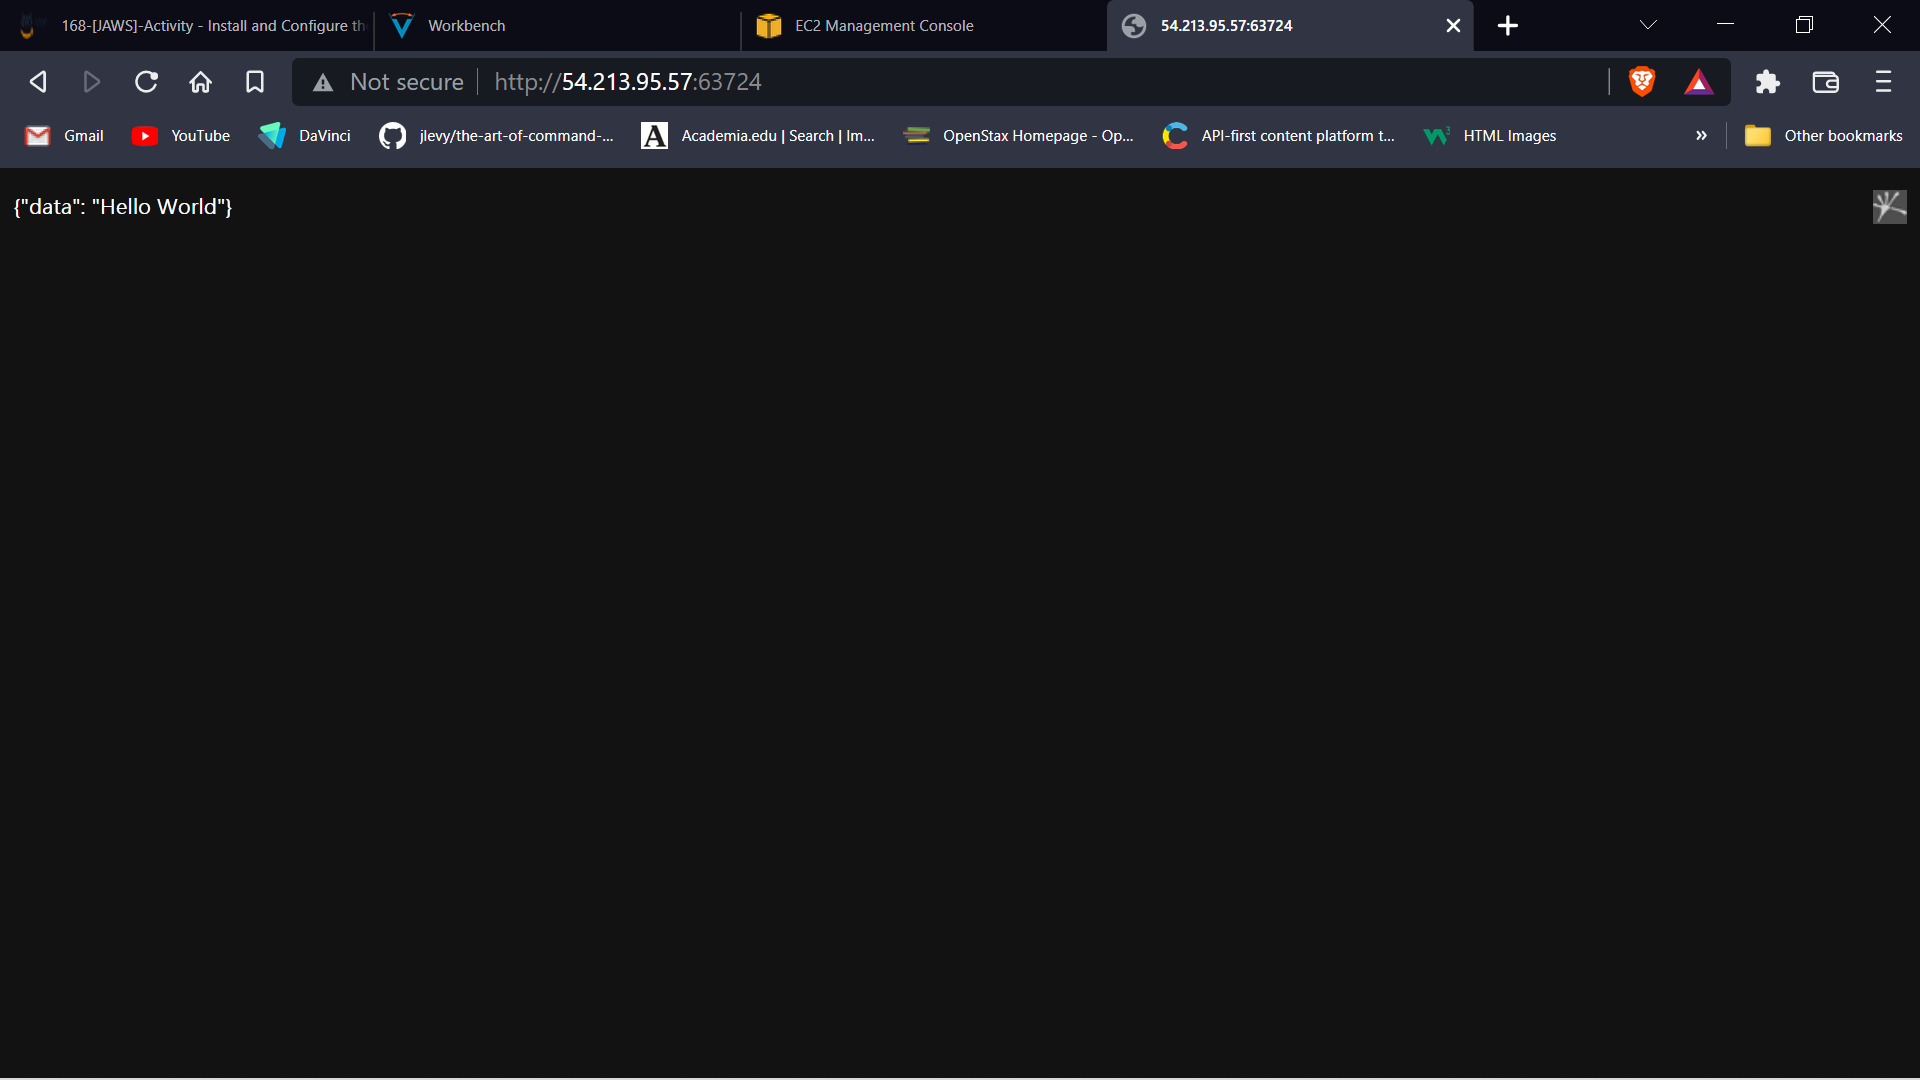 168-[JAWS]-Activity - Install and Configure th
Workbench
EC2 Management Console
54.213.95.57:63724
Not secure
http://54.213.95.57:63724
Gmail
YouTube
DaVinci
jlevy/the-art-of-command-...
A
Academia.edu | Search | Im...
OpenStax Homepage - Op...
API-first content platform t...
HTML Images
»
Other bookmarks
{"data": "Hello World"}